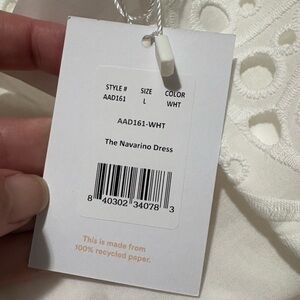 STYLE # SIZE COLOR
AAD161 L WHT
AAD161-WHT
The Navarino Dress
8 40302 34078 3
This is made from
100% recycled paper.